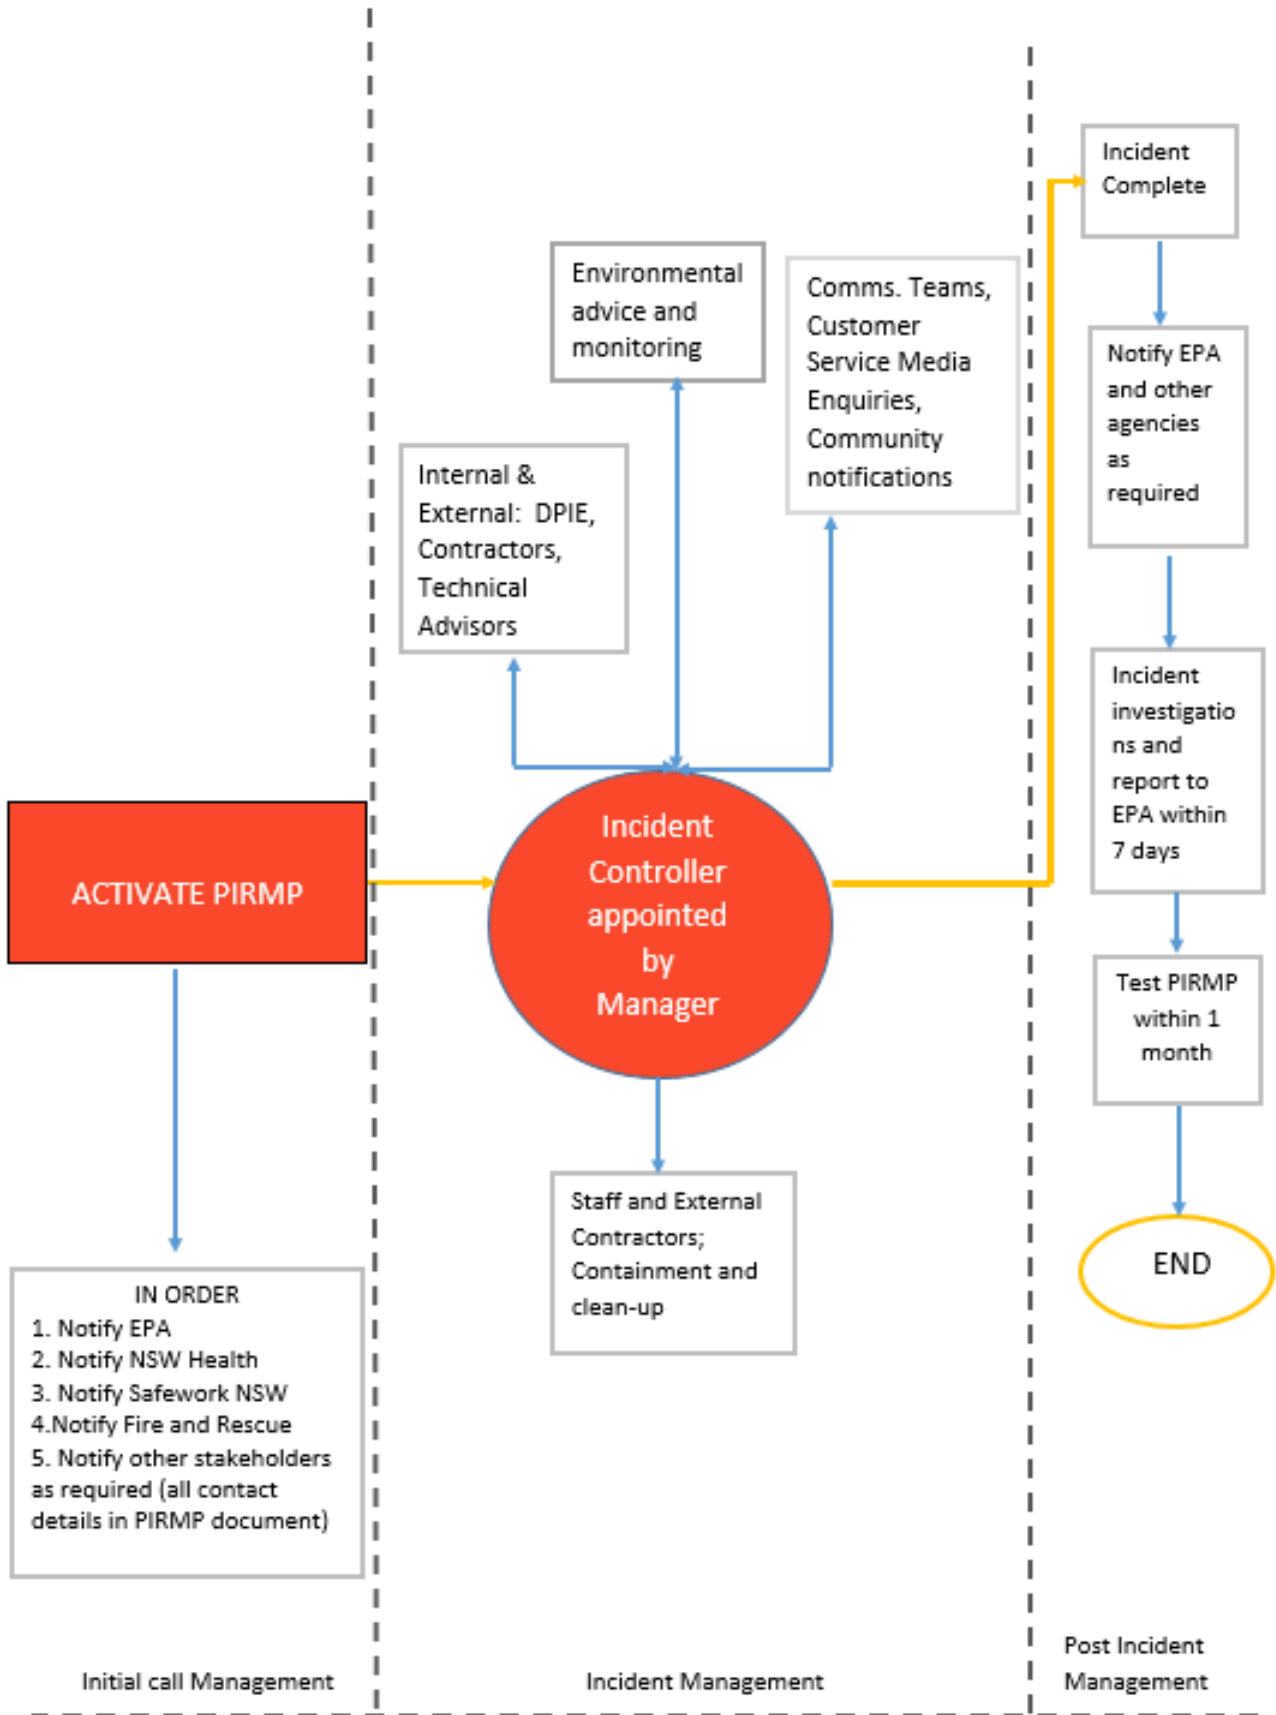 ACTIVATE PIRMP
IN ORDER
1. Notify EPA
2. Notify NSW Health
3. Notify Safework NSW
4.Notify Fire and Rescue
5. Notify other stakeholders
as required (all contact
details in PIRMP document)
Initial call Management
Internal &
External:  DPIE,
Contractors,
Technical
Advisors
Environmental
advice and
monitoring
Comms. Teams,
Customer
Service Media
Enquiries,
Community
notifications
Incident
Controller
appointed
by
Manager
Staff and External
Contractors;
Containment and
clean-up
Incident Management
Incident
Complete
Notify EPA
and other
agencies
as
required
Incident
investigatio
ns and
report to
EPA within
7 days
Test PIRMP
within 1
month
END
Post Incident
Management